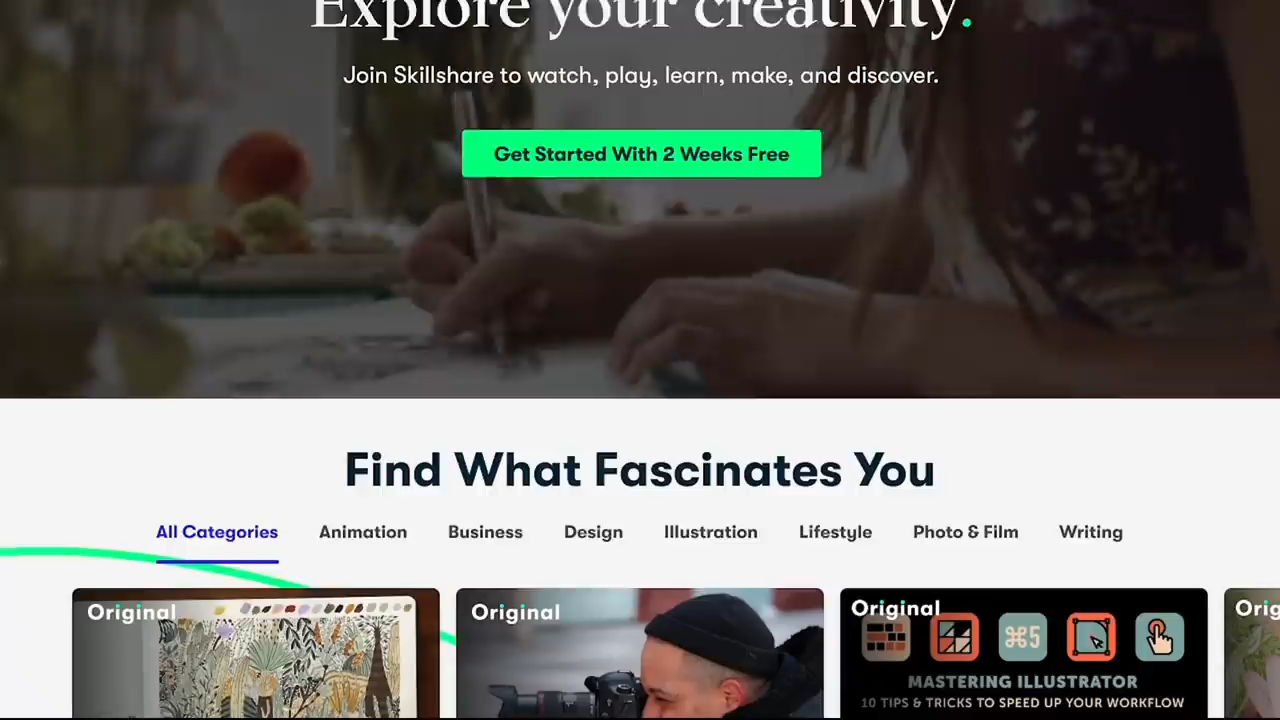 Explore your creativity.
Join Skillshare to watch, play, learn, make, and discover.
Get Started With 2 Weeks Free
Find What Fascinates You
All Categories Animation Business Design Illustration Lifestyle Photo & Film Writing
Original Original Original
⌘5
MASTERING ILLUSTRATOR
10 TIPS & TRICKS TO SPEED UP YOUR WORKFLOW